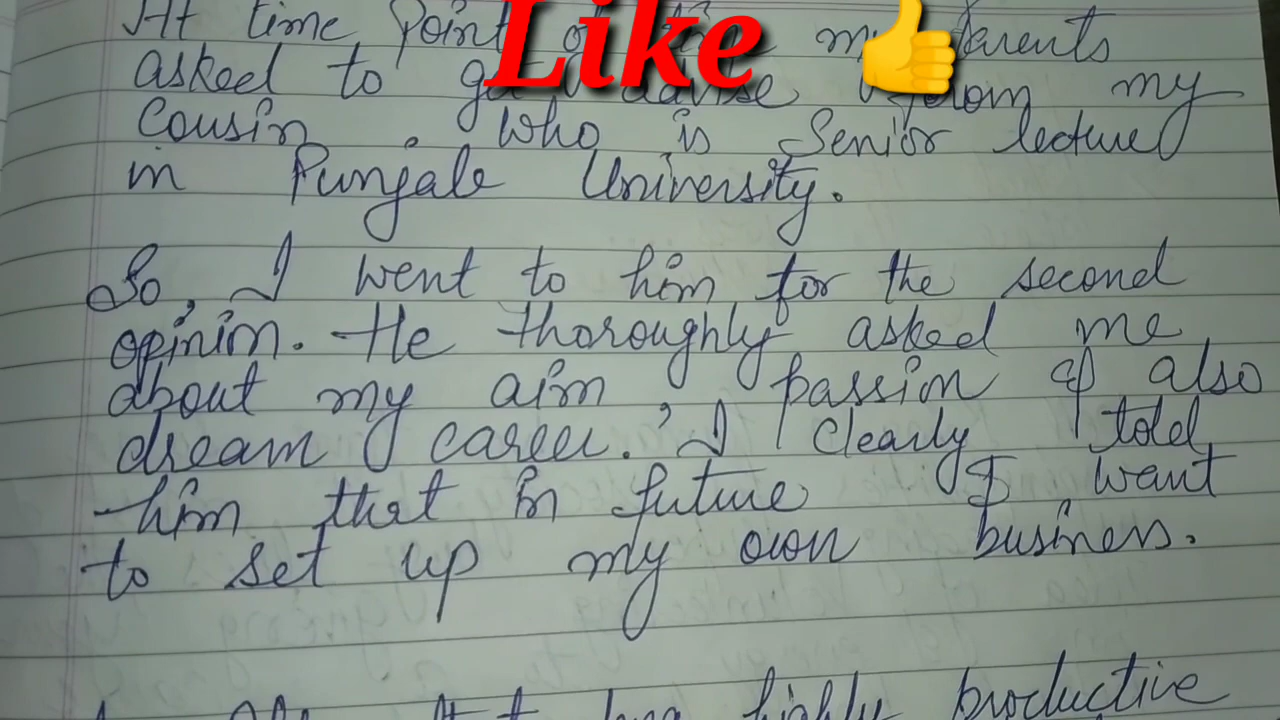 At time point of time my parents
Like 👍
asked to get advise from my
cousin, who is Senior lecturer
in Punjab University.
So, I went to him for the second
opinion. He thoroughly asked me
about my aim, passion & also
dream career. I clearly told
him that in future I want
to set up my own business.
highly productive